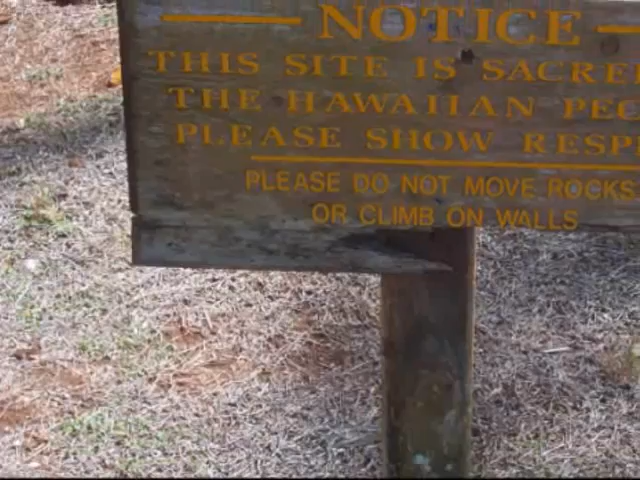 NOTICE
THIS SITE IS SACRE
THE HAWAIIAN PEO
PLEASE SHOW RESP
PLEASE DO NOT MOVE ROCKS
OR CLIMB ON WALLS